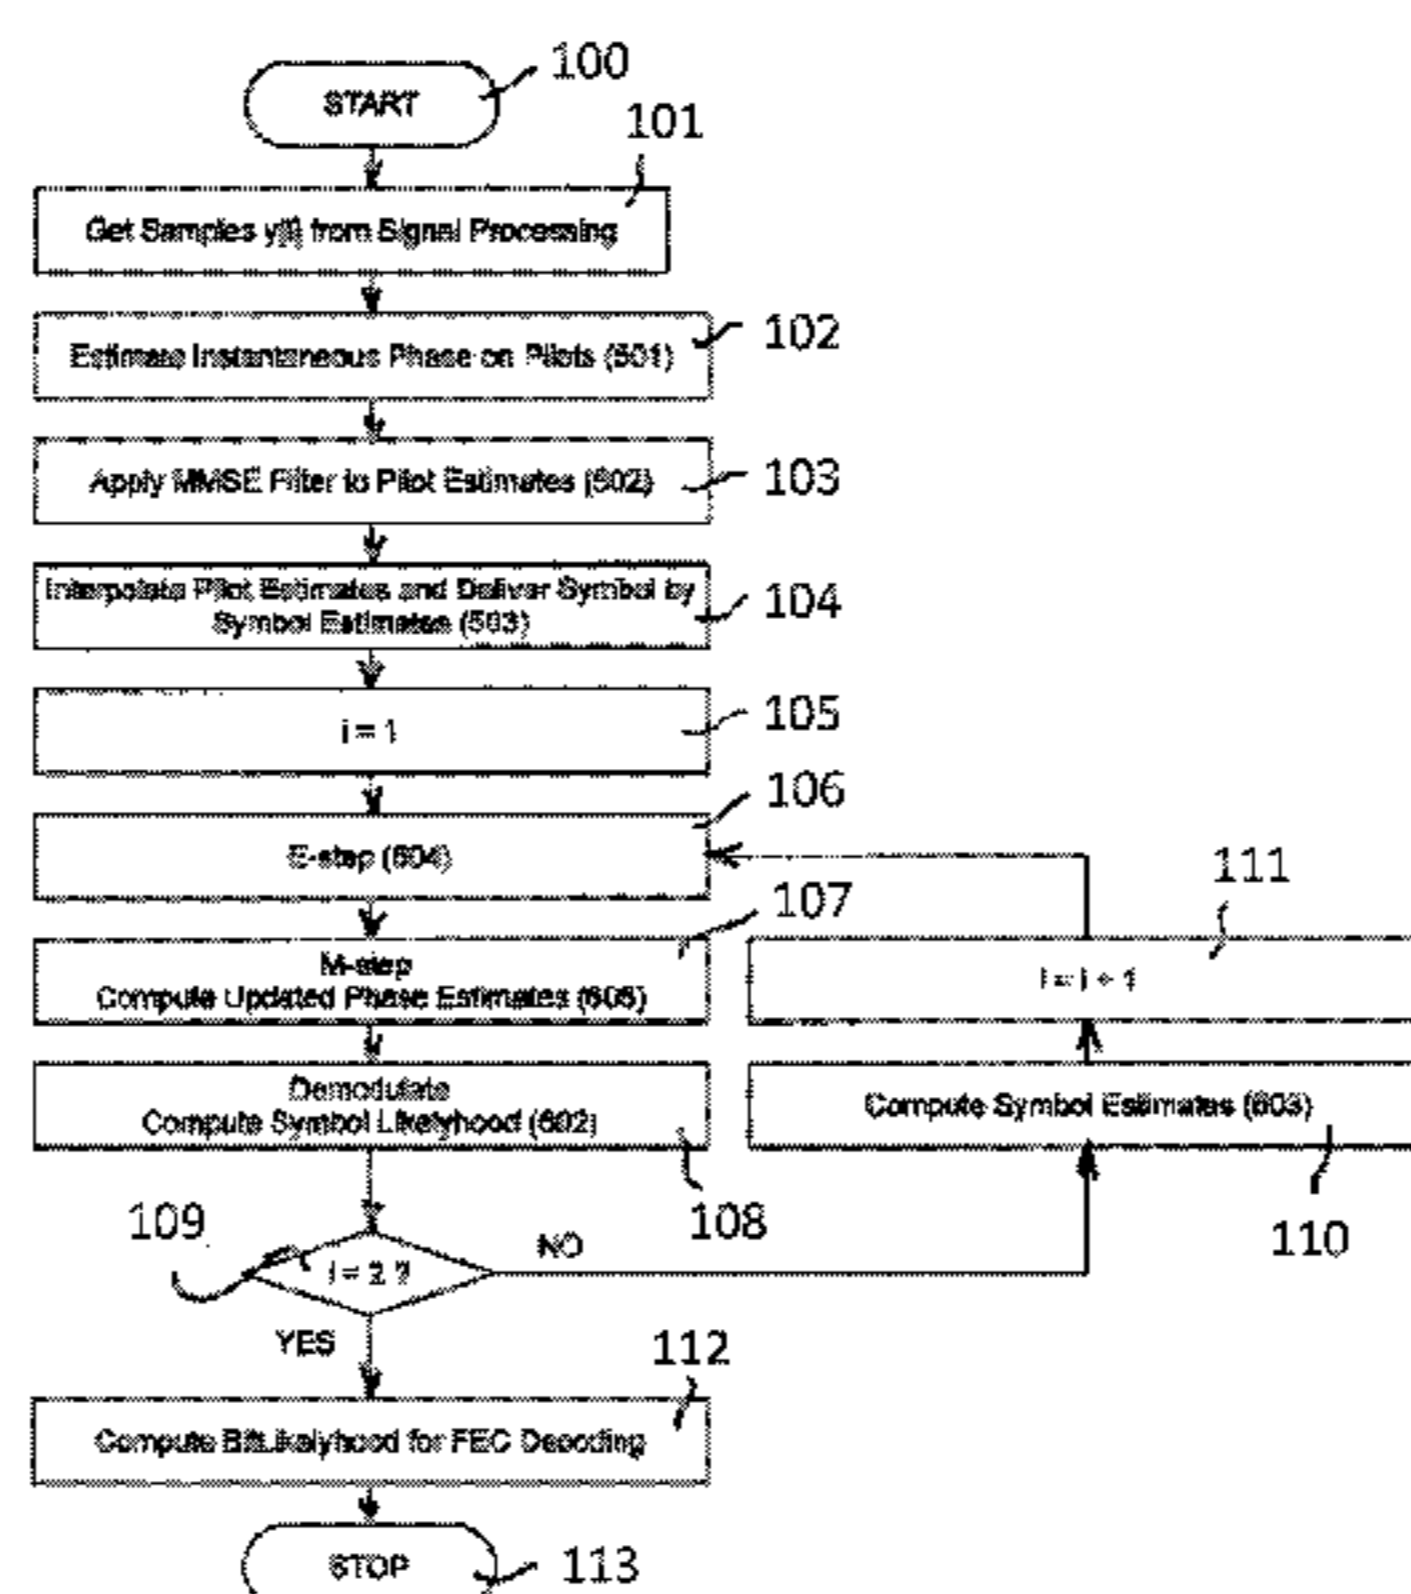 100
START
101
Get Samples y[i] from Signal Processing
102
Estimate Instantaneous Phase on Pilots (501)
Apply MMSE Filter to Pilot Estimates (502)
103
Interpolate Pilot Estimates and Deliver Symbol by
Symbol Estimates (503)
104
i = 1
105
106
E-step (604)
111
107
M-step
Compute Updated Phase Estimates (605)
i = i + 1
Demodulate
Compute Symbol Likelyhood (602)
Compute Symbol Estimates (603)
109
108
110
NO
i = 2 ?
YES
112
Compute BitLikelyhood for FEC Decoding
STOP
113